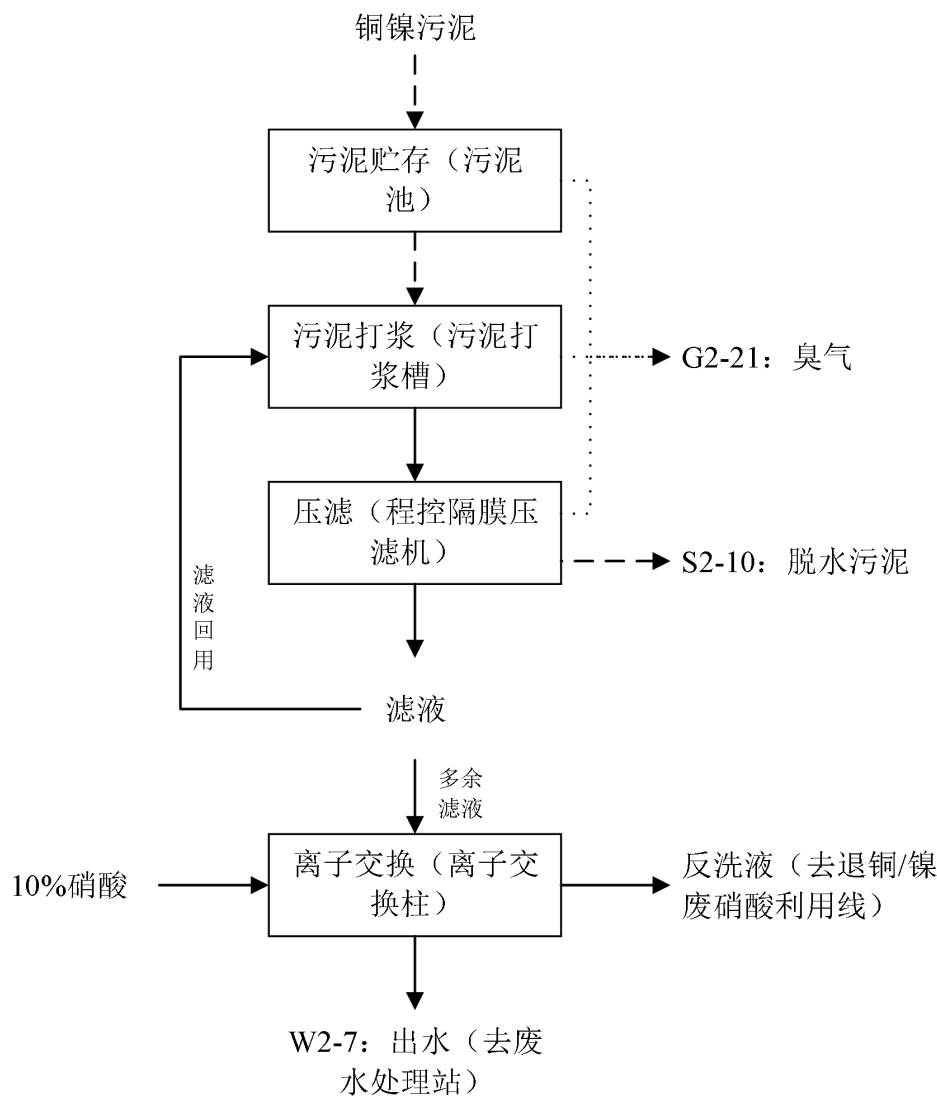 铜镍污泥
污泥贮存（污泥
池）
污泥打浆（污泥打
浆槽）
G2-21：臭气
压滤（程控隔膜压
滤机）
S2-10：脱水污泥
滤
液
回
用
滤液
多余
滤液
10%硝酸
离子交换（离子交
换柱）
反洗液（去退铜/镍
废硝酸利用线）
W2-7：出水（去废
水处理站）